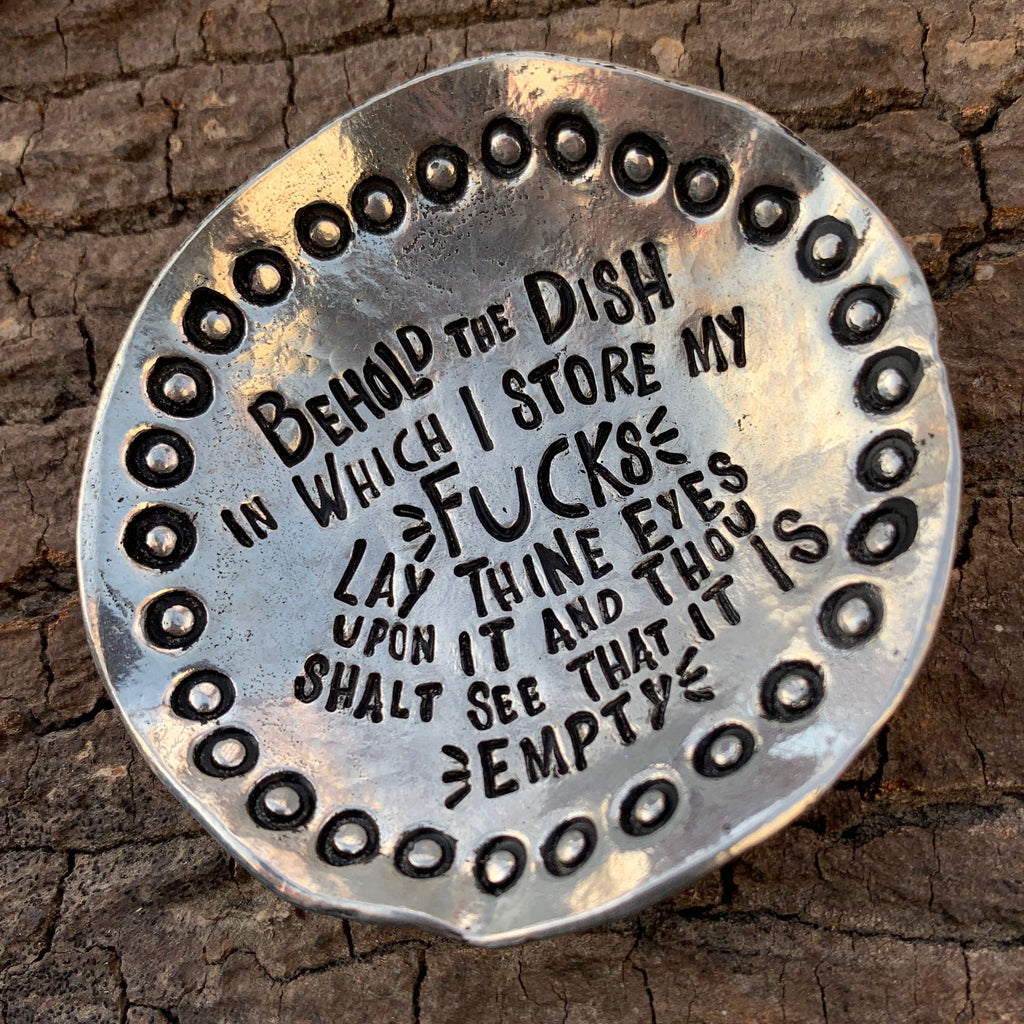 BEHOLD THE DISH
IN WHICH I STORE MY
FUCKS
LAY THINE EYES
UPON IT AND THOU
SHALT SEE THAT IT IS
EMPTY